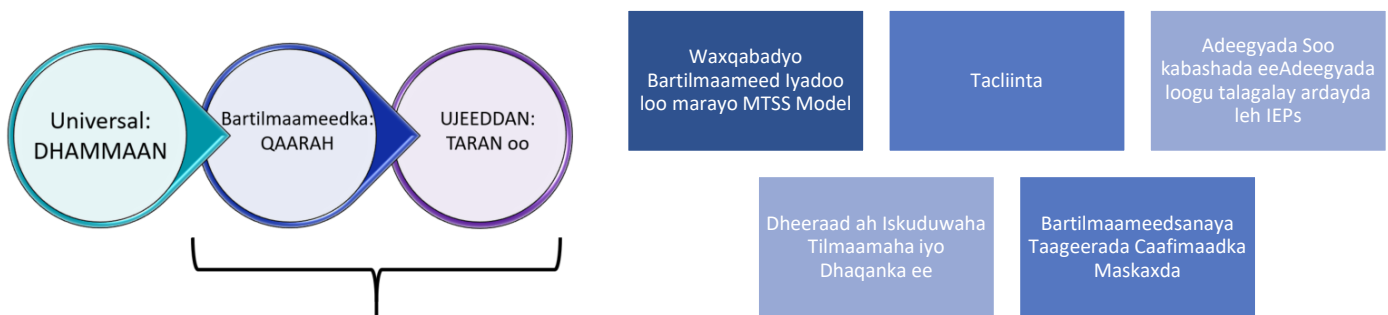 Universal:
DHAMMAAN
Bartilmaameedka:
QAARAH
UJEEDDAN:
TARAN oo
Waxqabadyo
Bartilmaameed Iyadoo
loo marayo MTSS Model
Tacliinta
Adeegyada Soo
kabashada eeAdeegyada
loogu talagalay ardayda
leh IEPs
Dheeraad ah Iskuduwaha
Tilmaamaha iyo
Dhaqanka ee
Bartilmaameedsanaya
Taageerada Caafimaadka
Maskaxda